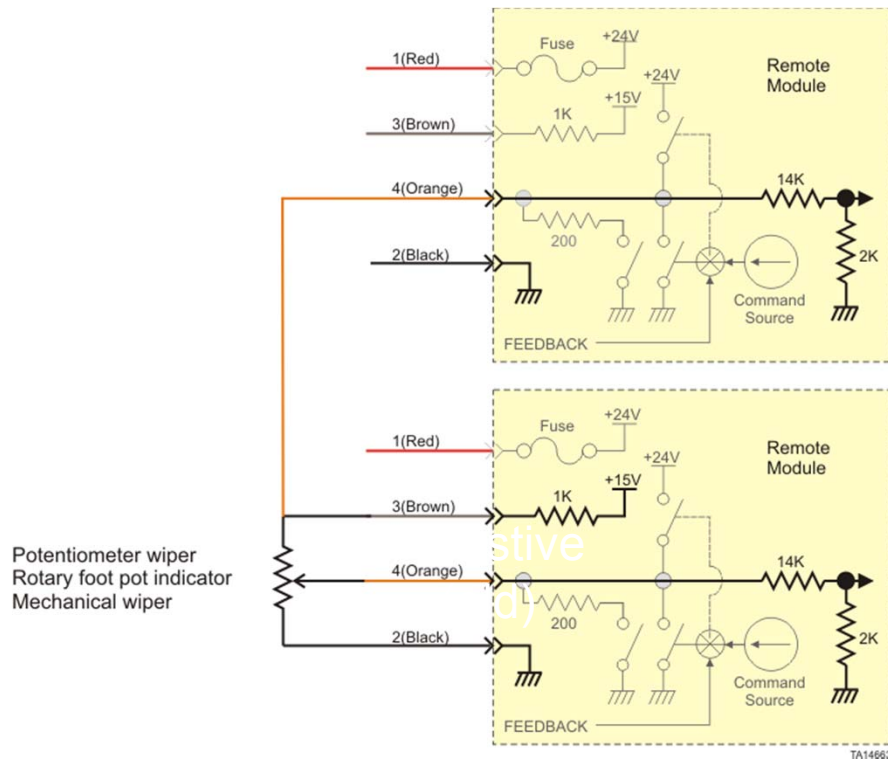 Fuse
+24V
1(Red)
+24V
Remote
Module
+15V
1K
3(Brown)
4(Orange)
14K
200
2(Black)
2K
Command
Source
FEEDBACK
Fuse
+24V
1(Red)
+24V
Remote
Module
+15V
3(Brown)
1K
stive
Potentiometer wiper
4(Orange)
14K
Rotary foot pot indicator
Mechanical wiper
d)
200
2(Black)
2K
Command
Source
FEEDBACK